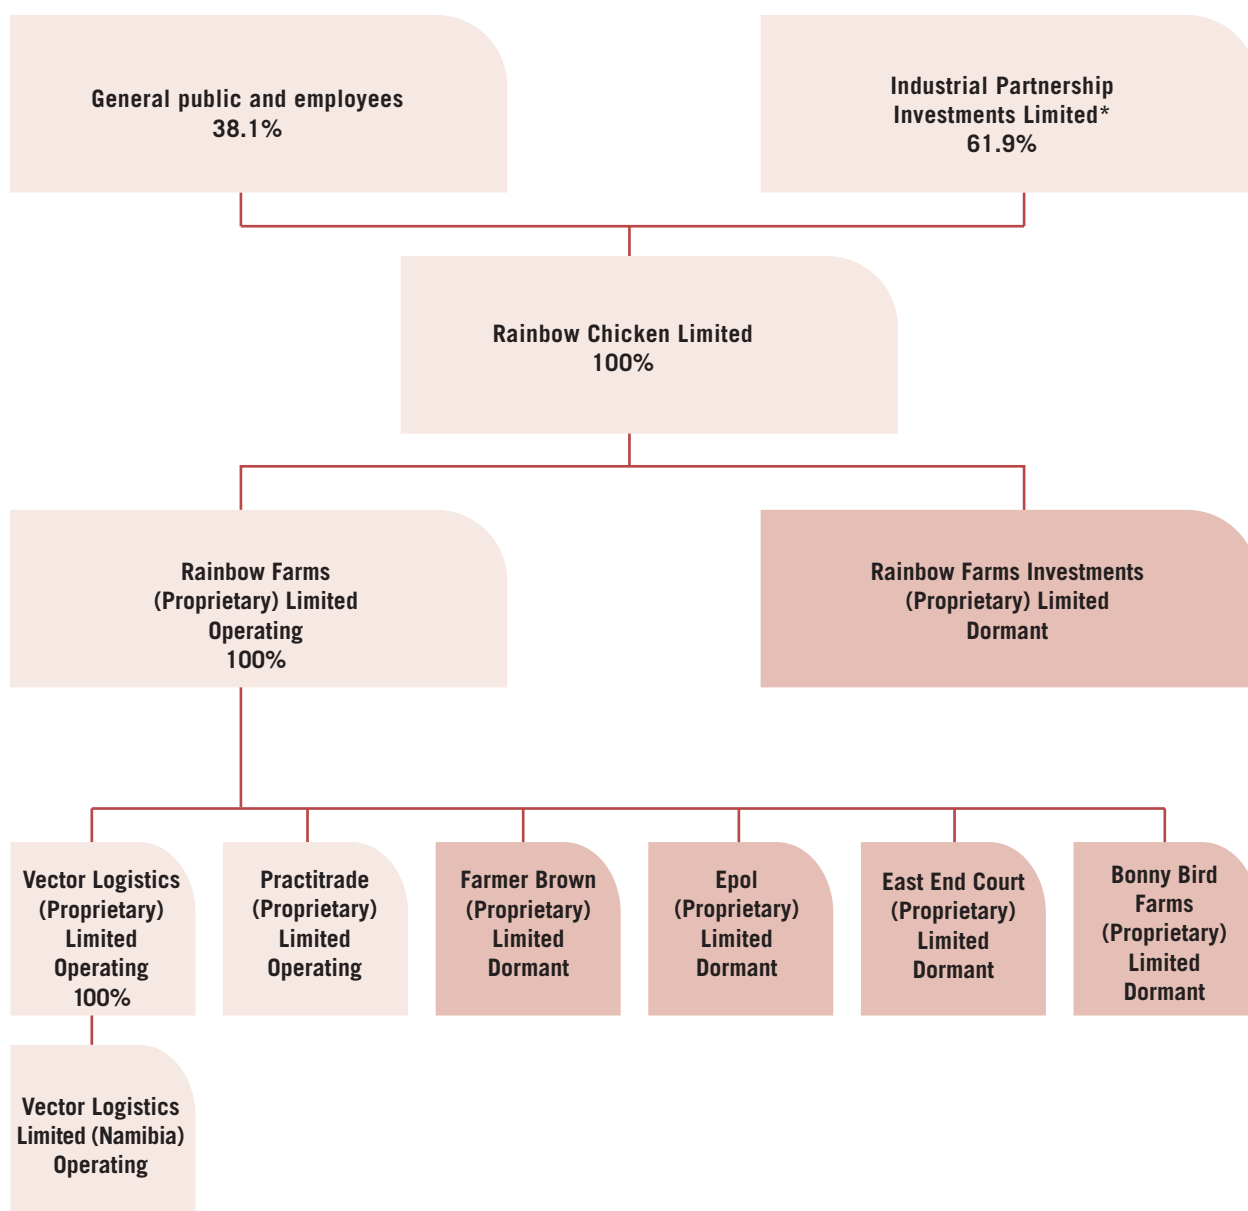 General public and employees
38.1%
Industrial Partnership
Investments Limited*
61.9%
Rainbow Chicken Limited
100%
Rainbow Farms
(Proprietary) Limited
Operating
100%
Rainbow Farms Investments
(Proprietary) Limited
Dormant
Vector Logistics
(Proprietary)
Limited
Operating
100%
Practitrade
(Proprietary)
Limited
Operating
Farmer Brown
(Proprietary)
Limited
Dormant
Epol
(Proprietary)
Limited
Dormant
East End Court
(Proprietary)
Limited
Dormant
Bonny Bird
Farms
(Proprietary)
Limited
Dormant
Vector Logistics
Limited (Namibia)
Operating